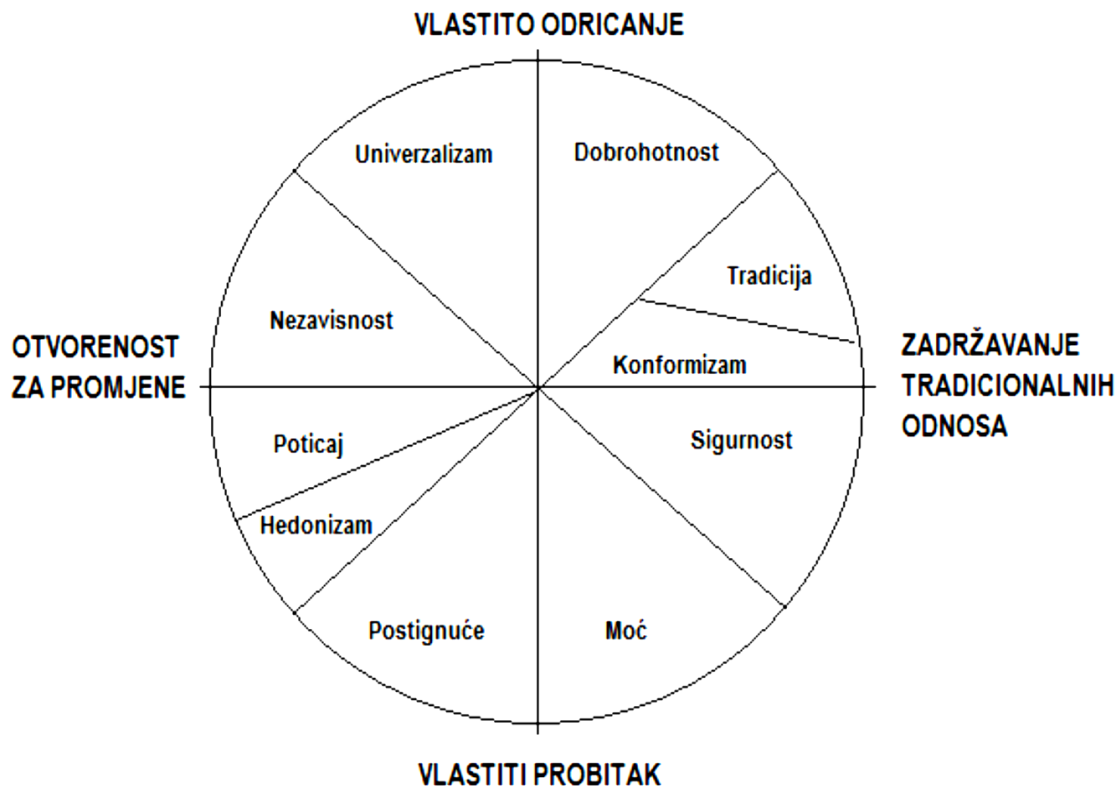 VLASTITO ODRICANJE
Univerzalizam
Dobrohotnost
Tradicija
Nezavisnost
Konformizam
OTVORENOST
ZA PROMJENE
ZADRŽAVANJE
TRADICIONALNIH
ODNOSA
Poticaj
Sigurnost
Hedonizam
Postignuće
Moć
VLASTITI PROBITAK